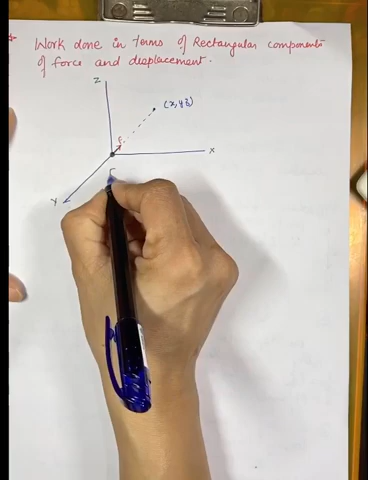 Work done in terms of Rectangular components
of force and displacement.
Z
(x,y,z)
F
X
Y